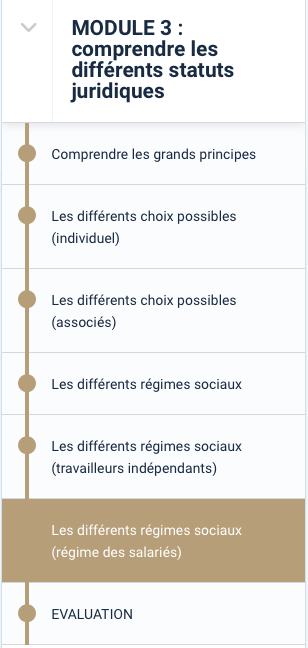 MODULE 3 :
comprendre les
différents statuts
juridiques
Comprendre les grands principes
Les différents choix possibles
(individuel)
Les différents choix possibles
(associés)
Les différents régimes sociaux
Les différents régimes sociaux
(travailleurs indépendants)
Les différents régimes sociaux
(régime des salariés)
EVALUATION